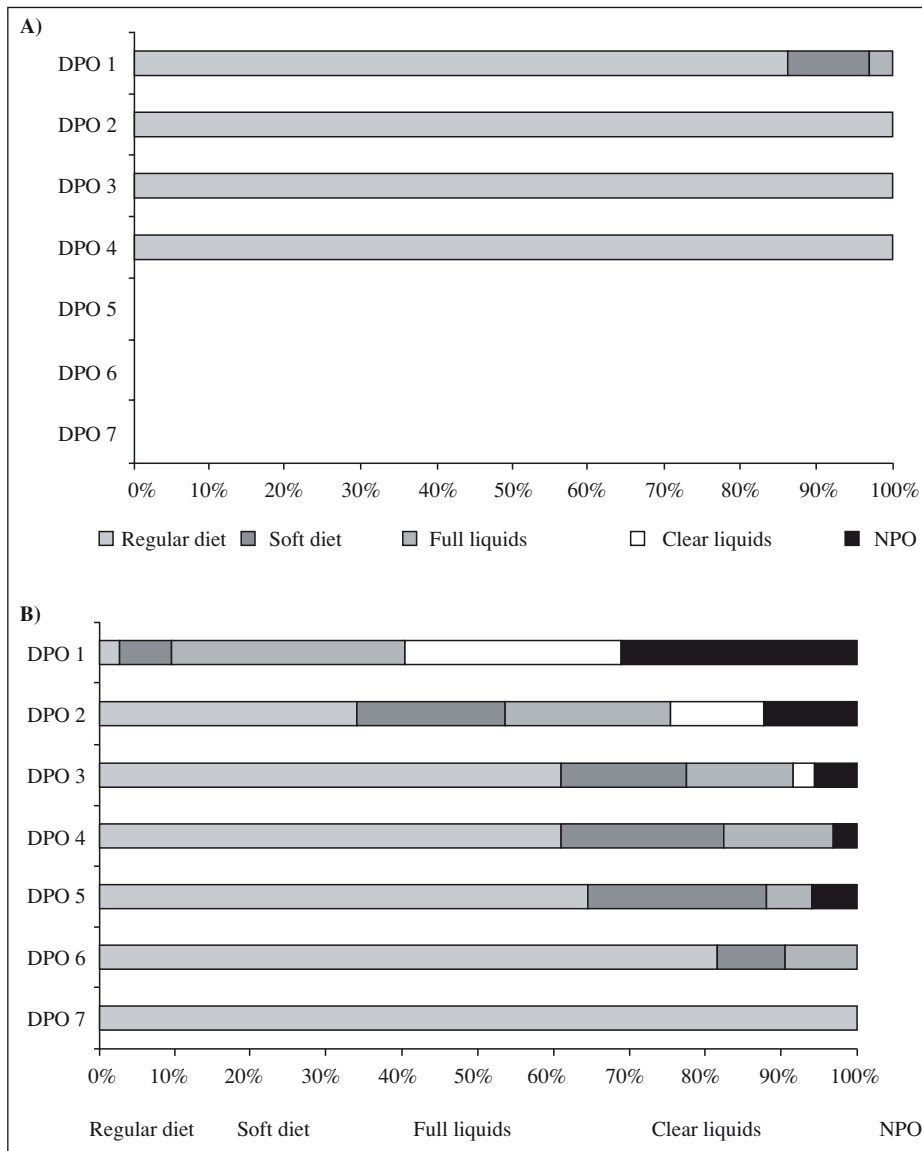 A)
DPO 1
DPO 2
DPO 3
DPO 4
DPO 5
DPO 6
DPO 7
0% 10% 20% 30% 40% 50% 60% 70% 80% 90% 100%
Regular diet Soft diet Full liquids Clear liquids NPO
B)
DPO 1
DPO 2
DPO 3
DPO 4
DPO 5
DPO 6
DPO 7
0% 10% 20% 30% 40% 50% 60% 70% 80% 90% 100%
Regular diet Soft diet Full liquids Clear liquids NPO